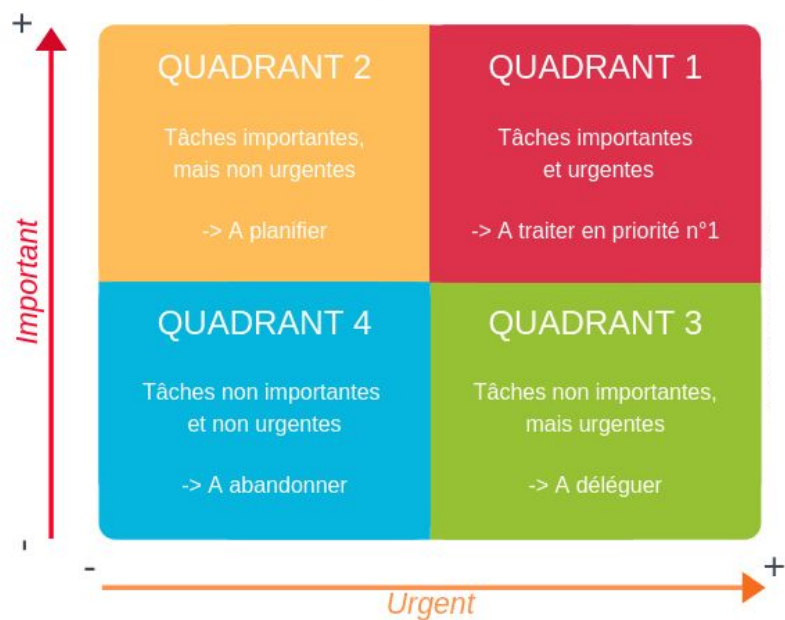 +
QUADRANT 2
Tâches importantes,
mais non urgentes
-> A planifier
QUADRANT 1
Tâches importantes
et urgentes
-> A traiter en priorité n°1
Important
QUADRANT 4
Tâches non importantes
et non urgentes
-> A abandonner
QUADRANT 3
Tâches non importantes,
mais urgentes
-> A déléguer
-
-
+
Urgent